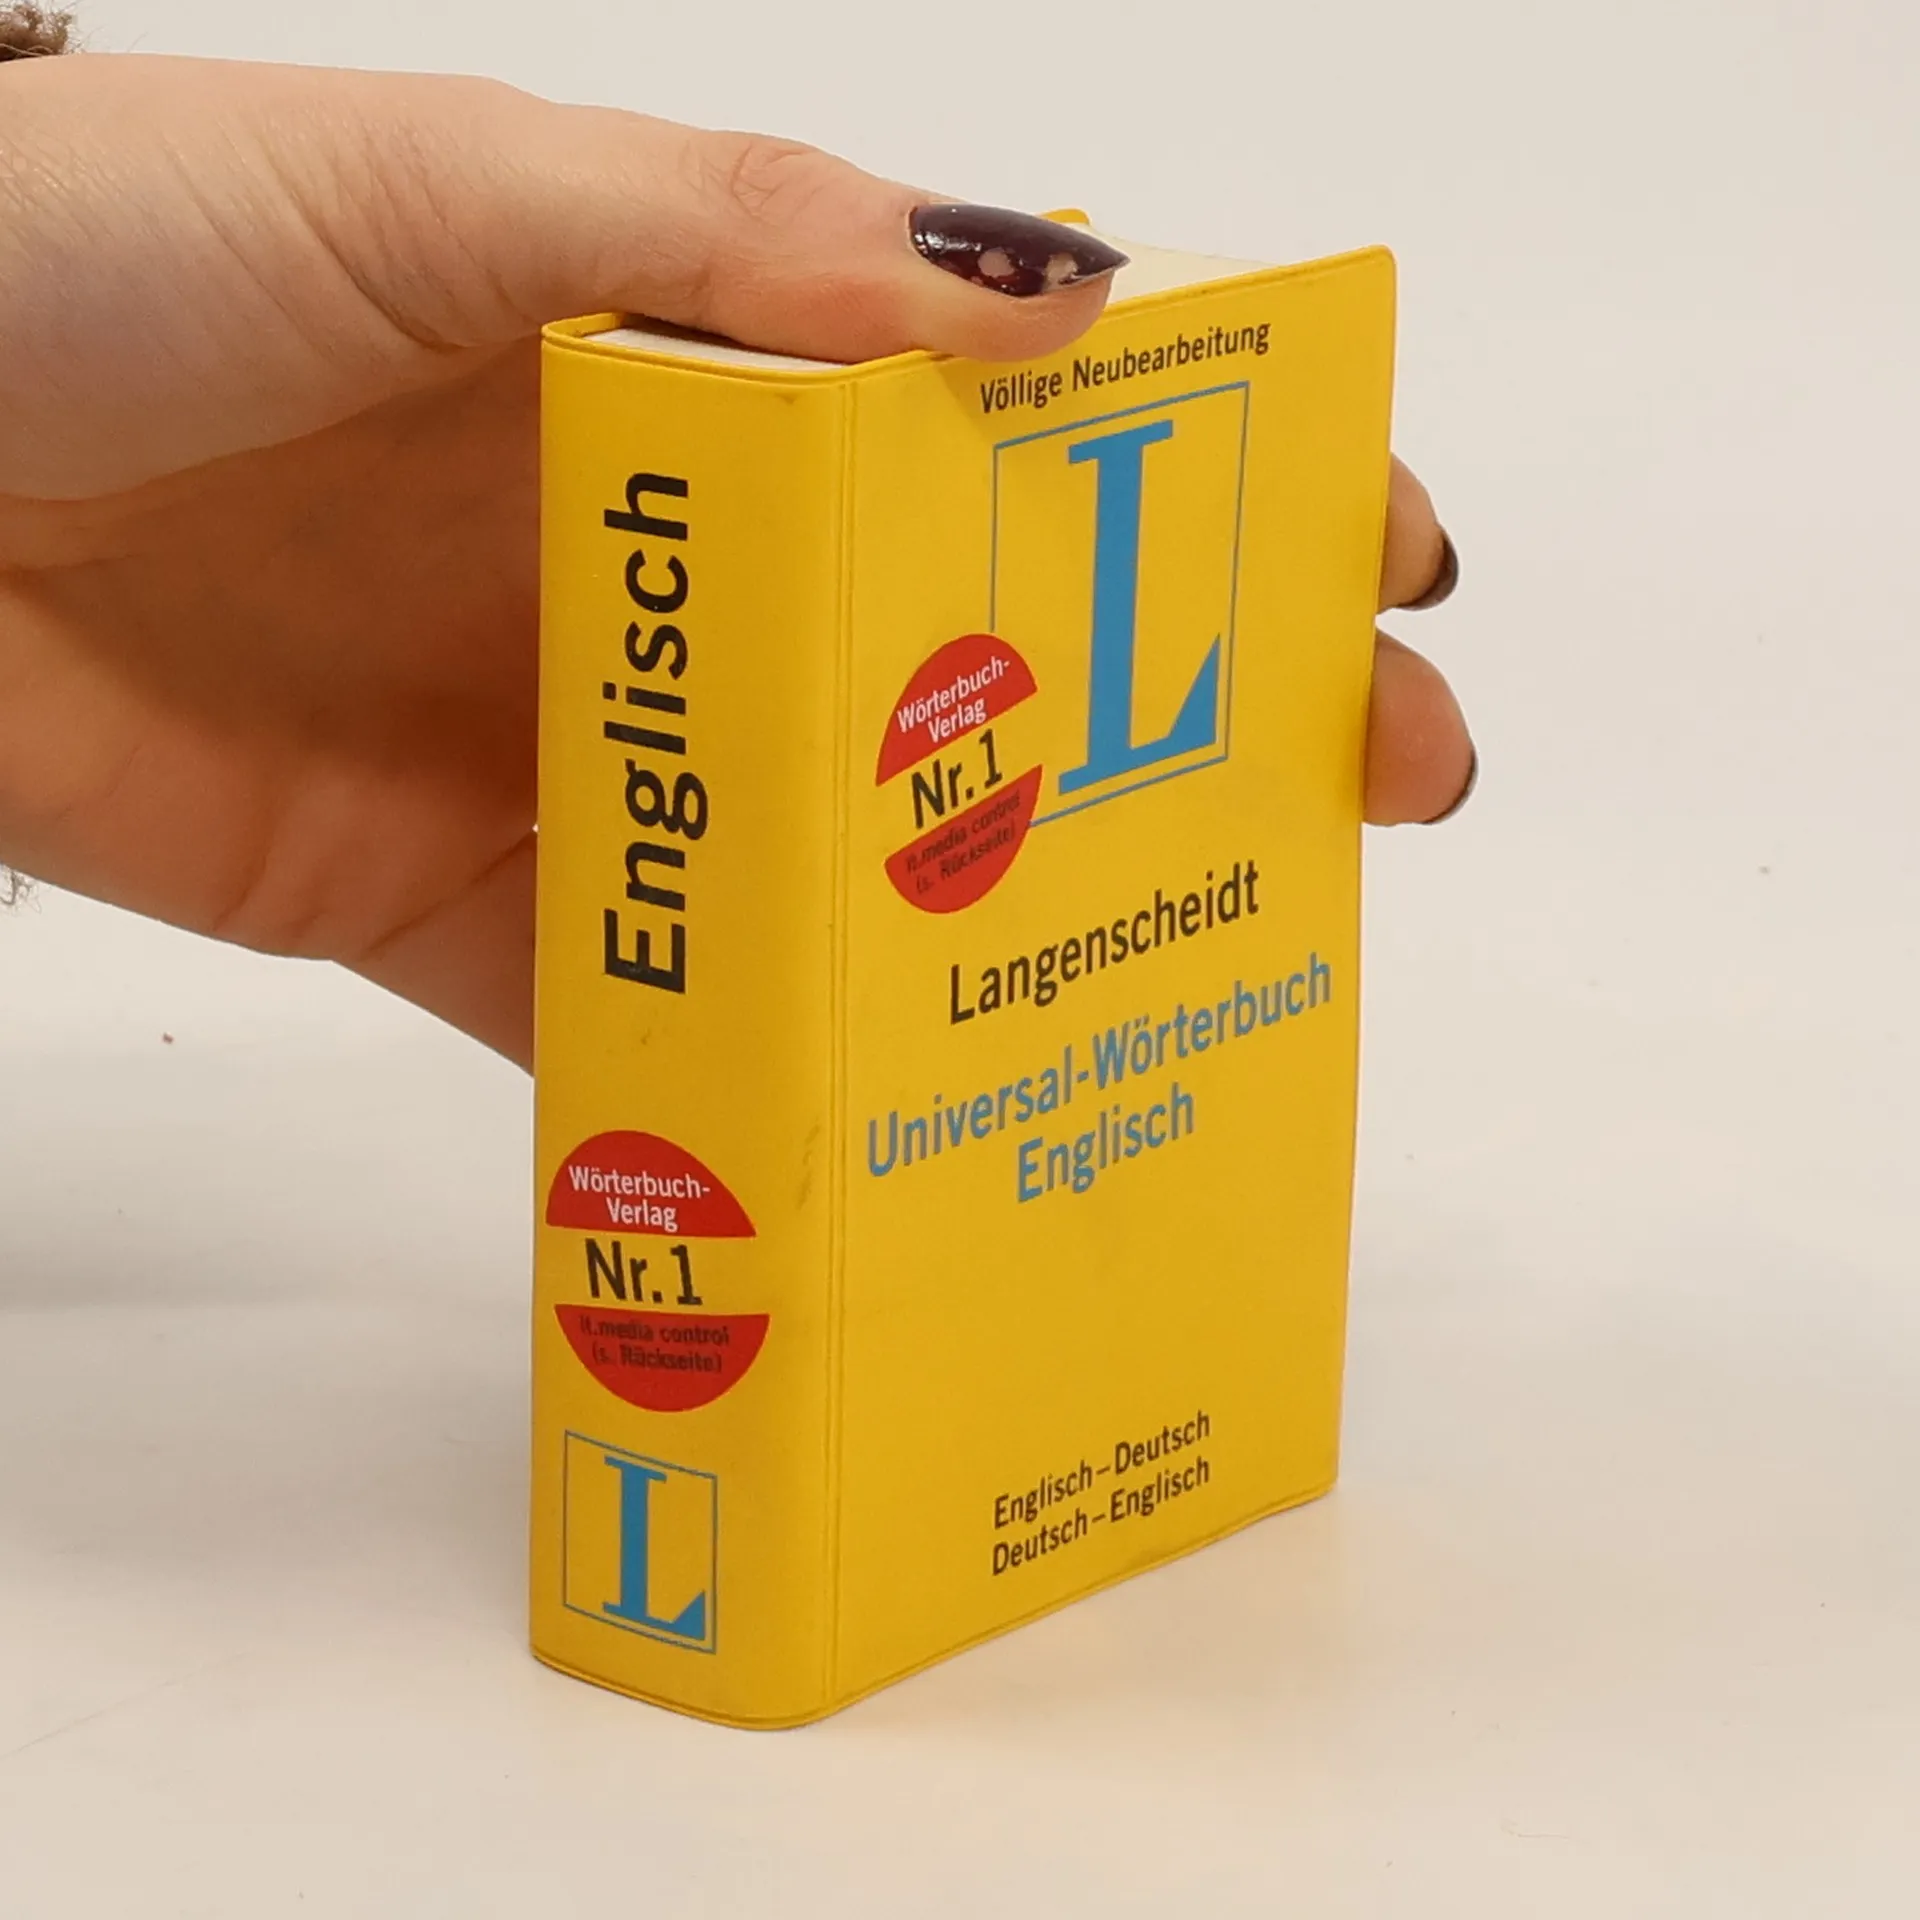 Englisch
Wörterbuch-
Verlag
Nr.1
lt.media control
(s. Rückseite)
L
Völlige Neubearbeitung
L
Wörterbuch-
Verlag
Nr.1
lt.media control
(s. Rückseite)
Langenscheidt
Universal-Wörterbuch
Englisch
Englisch–Deutsch
Deutsch–Englisch